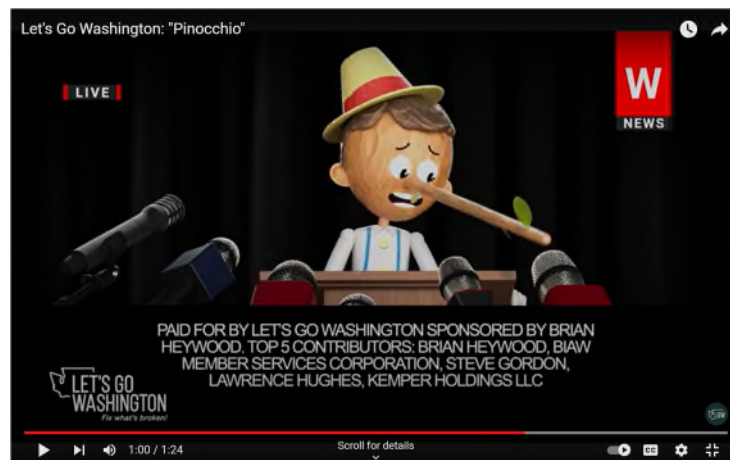 Let's Go Washington: "Pinocchio"
LIVE
W
NEWS
PAID FOR BY LET'S GO WASHINGTON SPONSORED BY BRIAN
HEYWOOD. TOP 5 CONTRIBUTORS: BRIAN HEYWOOD, BIAW
MEMBER SERVICES CORPORATION, STEVE GORDON,
LAWRENCE HUGHES, KEMPER HOLDINGS LLC
LET'S GO
WASHINGTON
Fix what's broken!
1:00 / 1:24
Scroll for details
CC